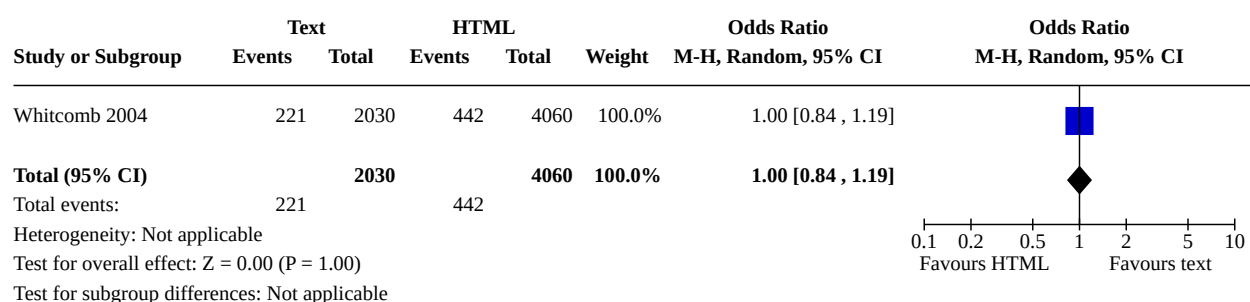 Text HTML Odds Ratio Odds Ratio
Study or Subgroup Events Total Events Total Weight M-H, Random, 95% CI M-H, Random, 95% CI
Whitcomb 2004 221 2030 442 4060 100.0% 1.00 [0.84 , 1.19]
Total (95% CI) 2030 4060 100.0% 1.00 [0.84 , 1.19]
Total events: 221 442
Heterogeneity: Not applicable 0.1 0.2 0.5 1 2 5 10
Test for overall effect: Z = 0.00 (P = 1.00) Favours HTML Favours text
Test for subgroup differences: Not applicable